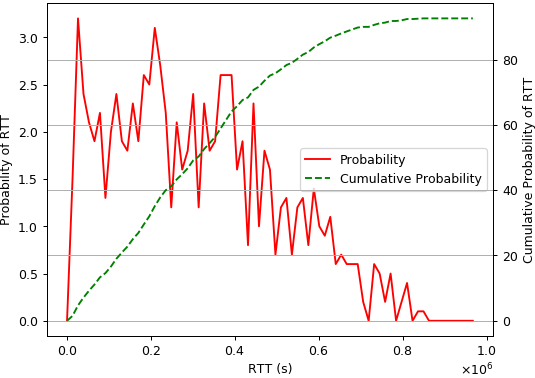 3.0
2.5
2.0
1.5
1.0
0.5
0.0
Probability of RTT
80
60
40
20
0
Cumulative Probability of RTT
Probability
Cumulative Probability
0.0 0.2 0.4 0.6 0.8 1.0
RTT (s)
×10⁶